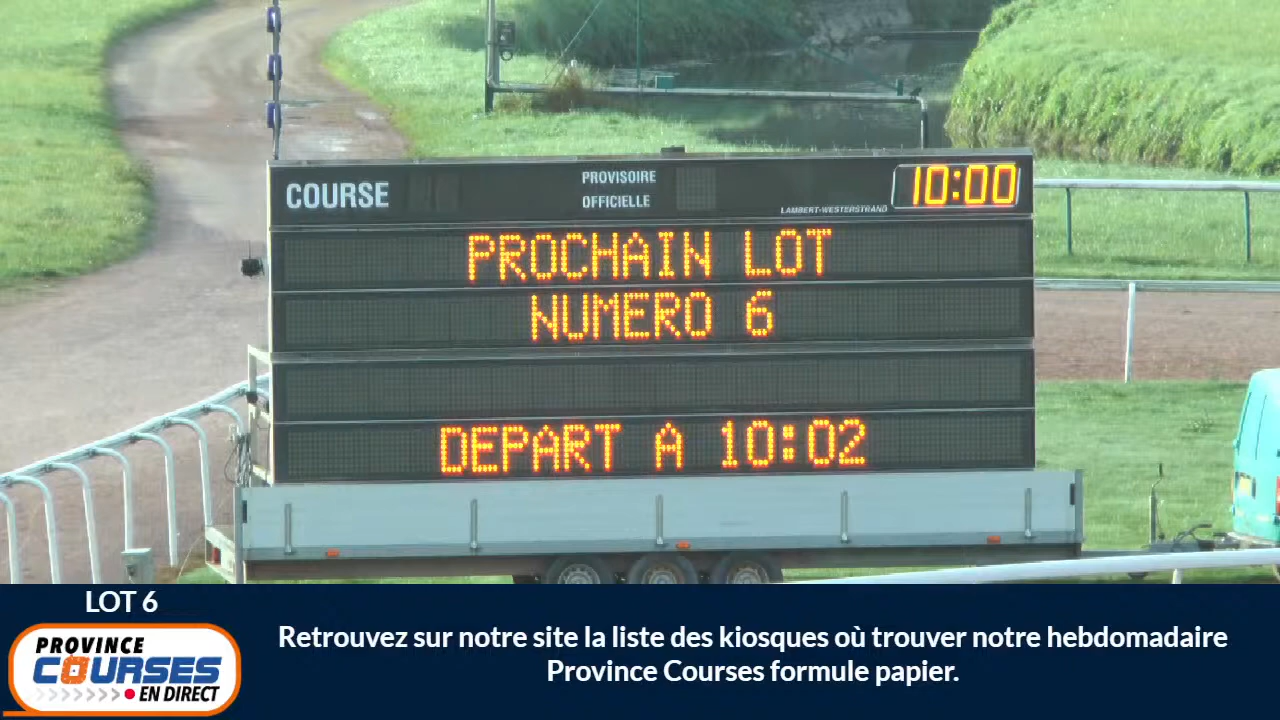 COURSE
PROVISOIRE
OFFICIELLE
LAMBERT-WESTERSTRAND
10:00
PROCHAIN LOT
NUMERO 6
DEPART A 10:02
LOT 6
PROVINCE
COURSES
EN DIRECT
Retrouvez sur notre site la liste des kiosques où trouver notre hebdomadaire
Province Courses formule papier.